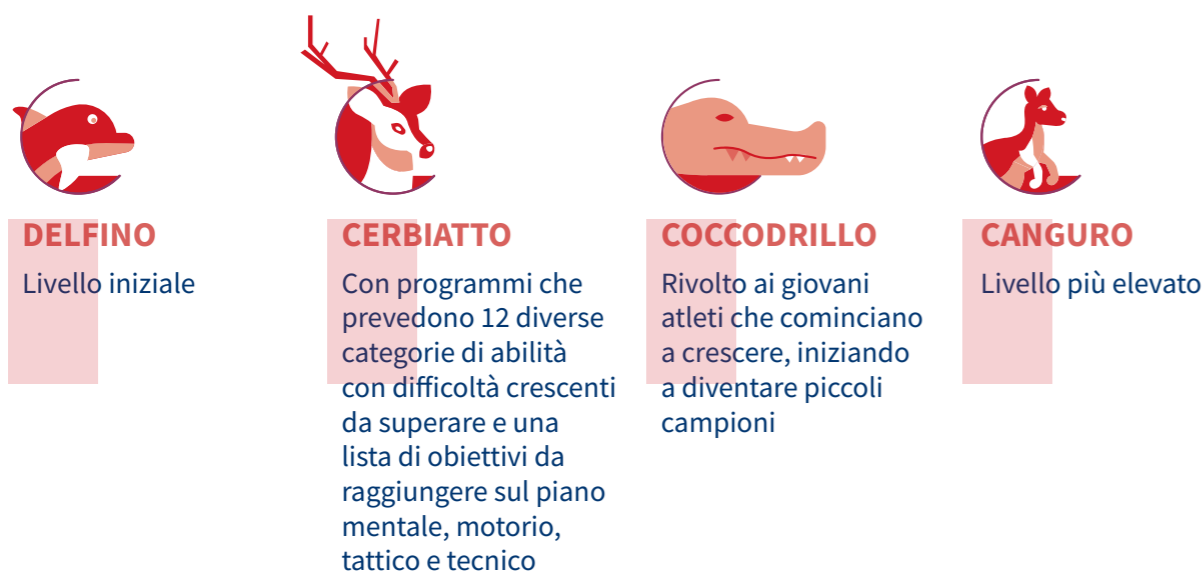 DELFINO
Livello iniziale
CERBIATTO
Con programmi che
prevedono 12 diverse
categorie di abilità
con difficoltà crescenti
da superare e una
lista di obiettivi da
raggiungere sul piano
mentale, motorio,
tattico e tecnico
COCCODRILLO
Rivolto ai giovani
atleti che cominciano
a crescere, iniziando
a diventare piccoli
campioni
CANGURO
Livello più elevato